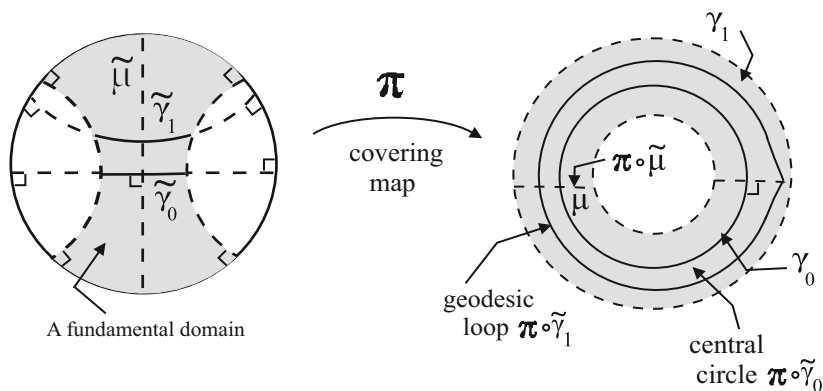 μ̃
γ̃₁
γ̃₀
A fundamental domain
π
covering
map
γ₁
π∘μ̃
μ
γ₀
geodesic
loop π∘γ̃₁
central
circle π∘γ̃₀